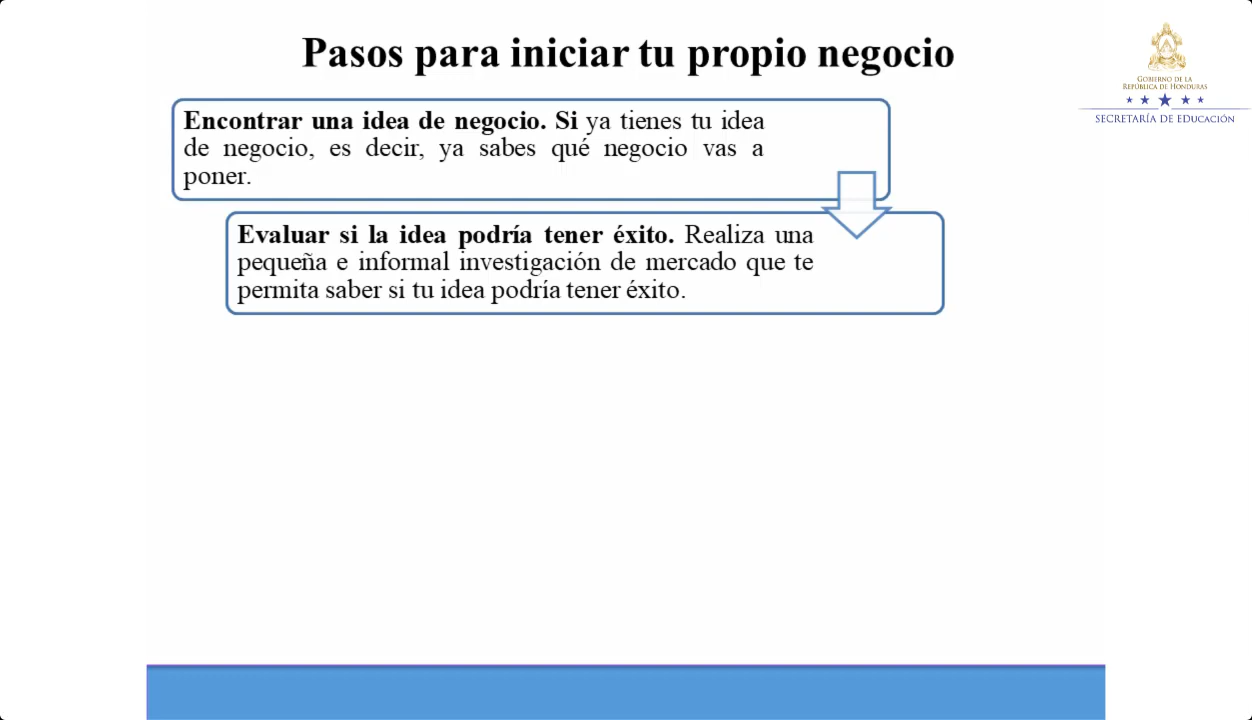 Pasos para iniciar tu propio negocio
GOBIERNO DE LA
REPÚBLICA DE HONDURAS
SECRETARÍA DE EDUCACIÓN
Encontrar una idea de negocio. Si ya tienes tu idea
de negocio, es decir, ya sabes qué negocio vas a
poner.
Evaluar si la idea podría tener éxito. Realiza una
pequeña e informal investigación de mercado que te
permita saber si tu idea podría tener éxito.